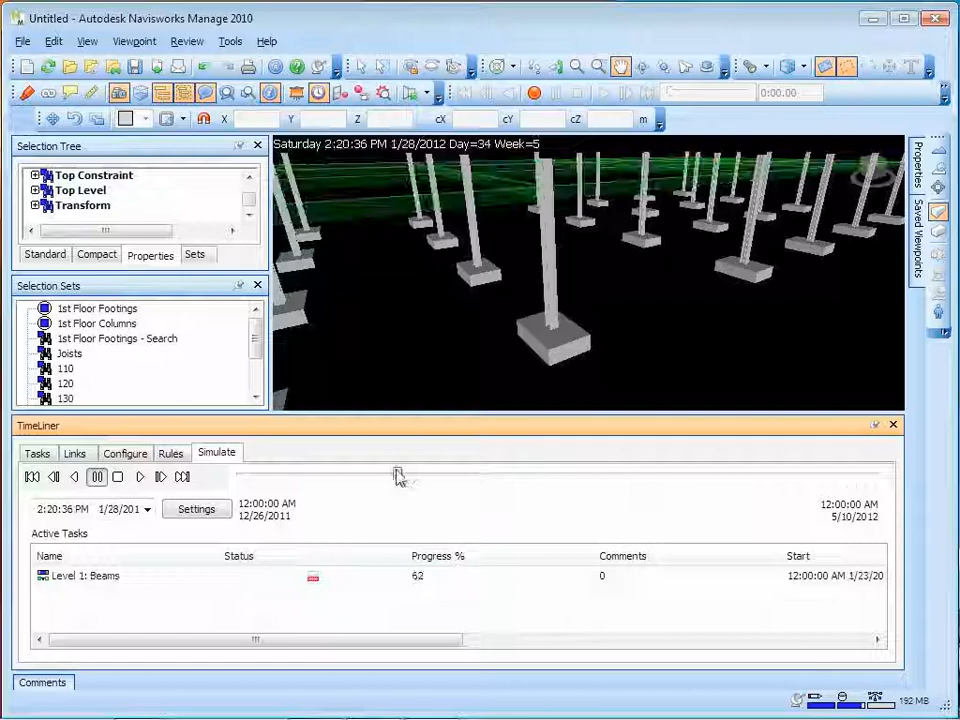 Untitled - Autodesk Navisworks Manage 2010
File Edit View Viewpoint Review Tools Help
0:00.00
X Y Z cX cY cZ m
Selection Tree
Top Constraint
Top Level
Transform
Standard Compact Properties Sets
Selection Sets
1st Floor Footings
1st Floor Columns
1st Floor Footings - Search
Joists
110
120
130
Saturday 2:20:36 PM 1/28/2012 Day=34 Week=5
Properties
Saved Viewpoints
TimeLiner
Tasks Links Configure Rules Simulate
2:20:36 PM 1/28/201 Settings
12:00:00 AM
12/26/2011
12:00:00 AM
5/10/2012
Active Tasks
Name Status Progress % Comments Start
Level 1: Beams 62 0 12:00:00 AM 1/23/20
Comments
192 MB